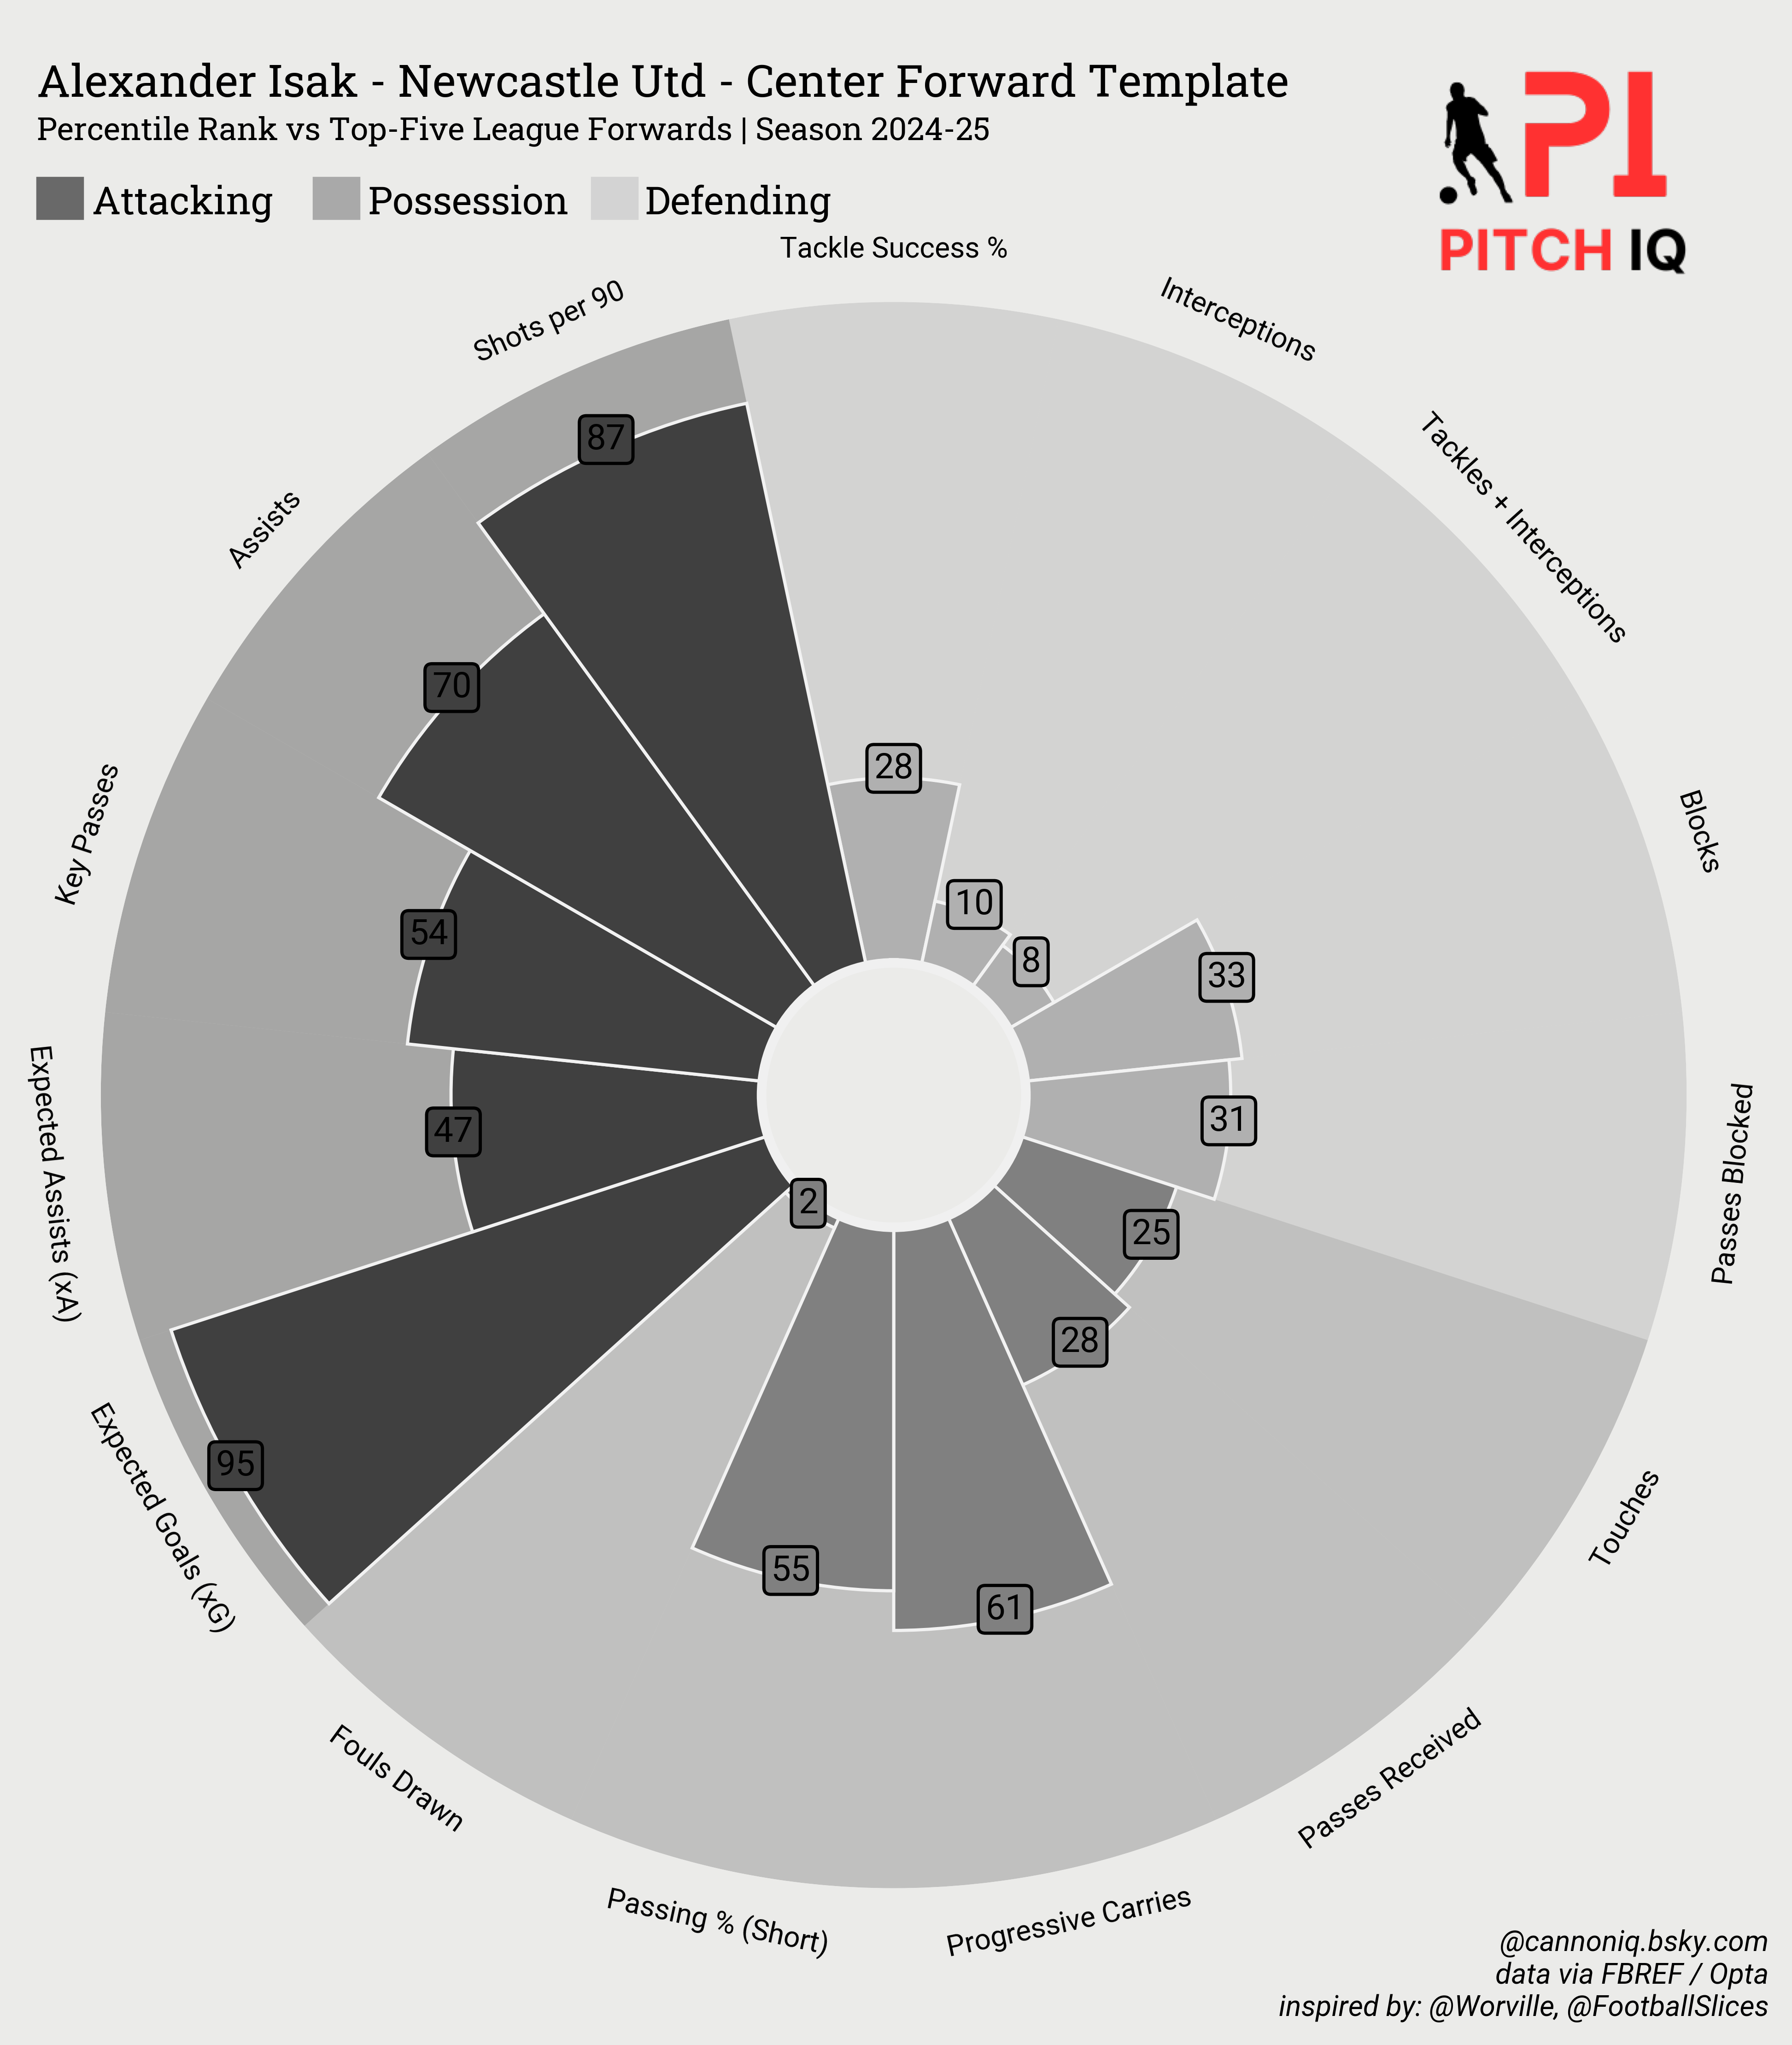 Alexander Isak - Newcastle Utd - Center Forward Template
Percentile Rank vs Top-Five League Forwards | Season 2024-25
Attacking
Possession
Defending
PI
PITCH IQ
Tackle Success %
Interceptions
Tackles + Interceptions
Blocks
Passes Blocked
Touches
Passes Received
Progressive Carries
Passing % (Short)
Fouls Drawn
Expected Goals (xG)
Expected Assists (xA)
Key Passes
Assists
Shots per 90
28
10
8
33
31
25
28
61
55
2
95
47
54
70
87
@cannoniq.bsky.com
data via FBREF / Opta
inspired by: @Worville, @FootballSlices